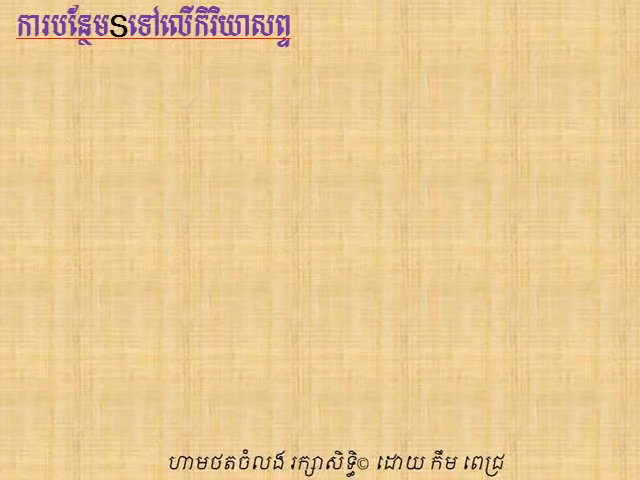 ការបន្ថែមSទៅលើកិរិយាសព្ទ
ហាមថតចំលង រក្សាសិទ្ធិ© ដោយ កឹម ពេជ្រ